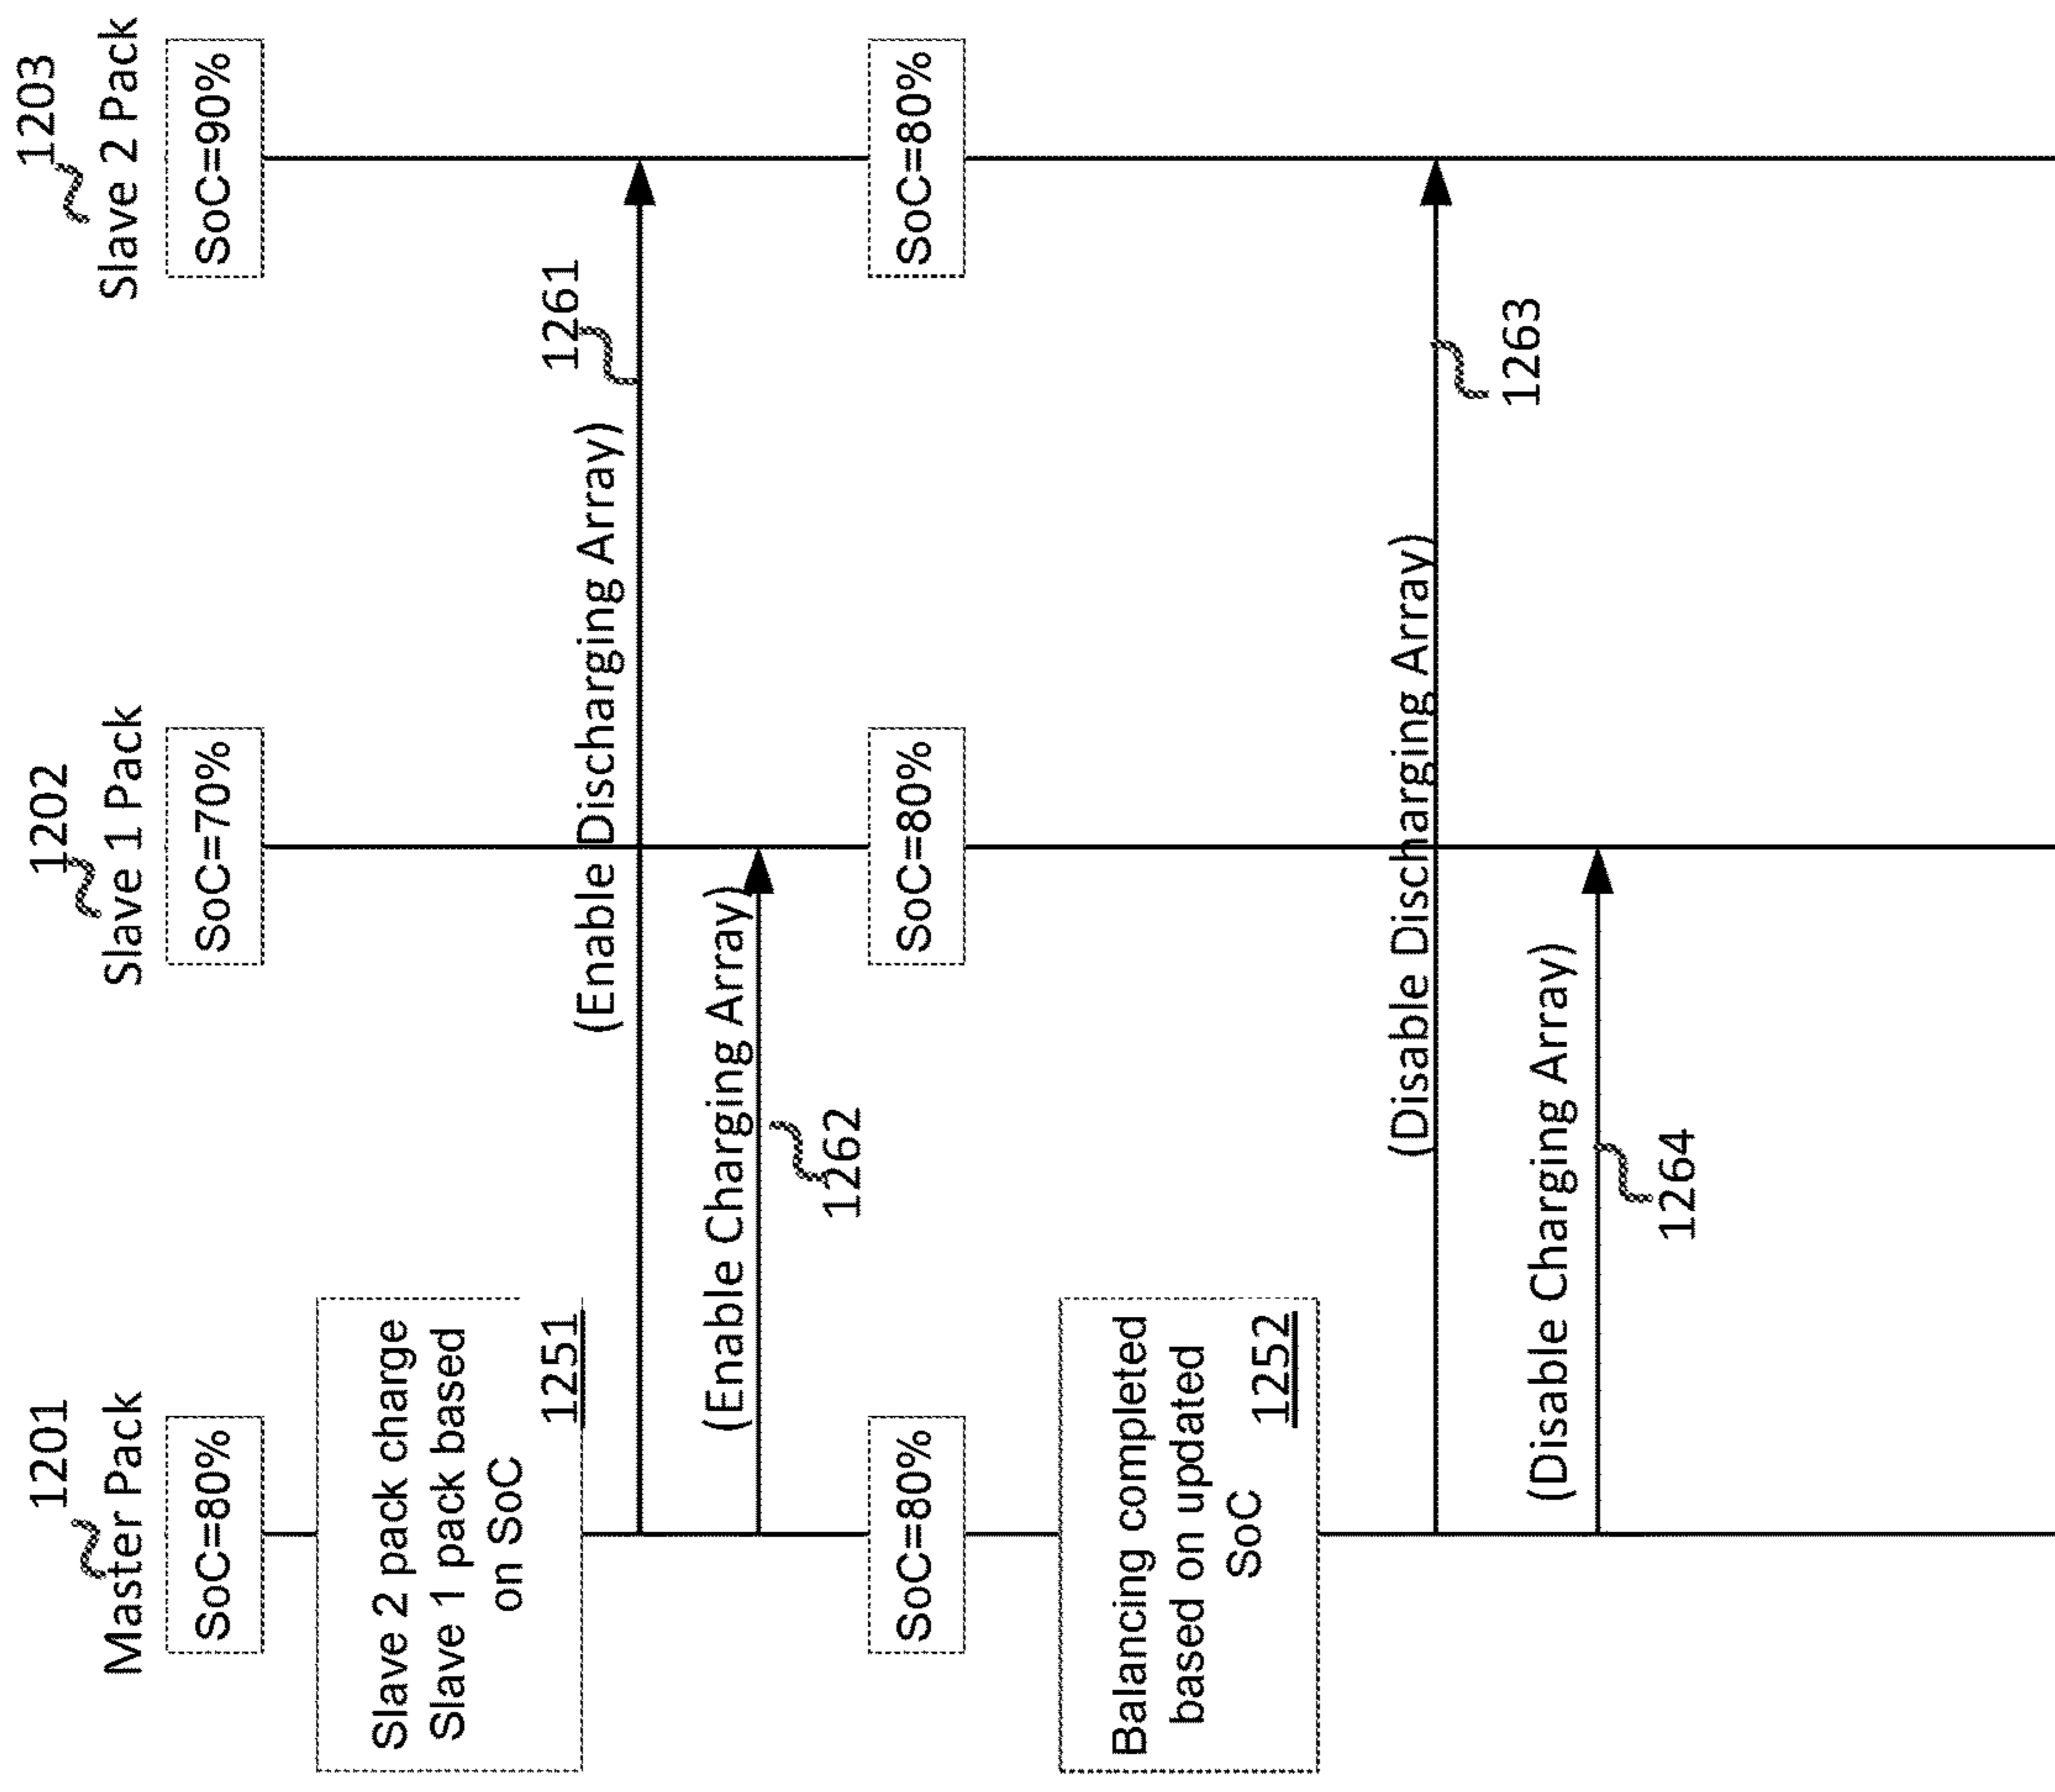 1201
Master Pack
1202
Slave 1 Pack
1203
Slave 2 Pack
SoC=80%
SoC=70%
SoC=90%
Slave 2 pack charge
Slave 1 pack based
on SoC
1251
(Enable Discharging Array)
1261
(Enable Charging Array)
1262
SoC=80%
SoC=80%
SoC=80%
Balancing completed
based on updated
SoC
1252
(Disable Discharging Array)
1263
(Disable Charging Array)
1264